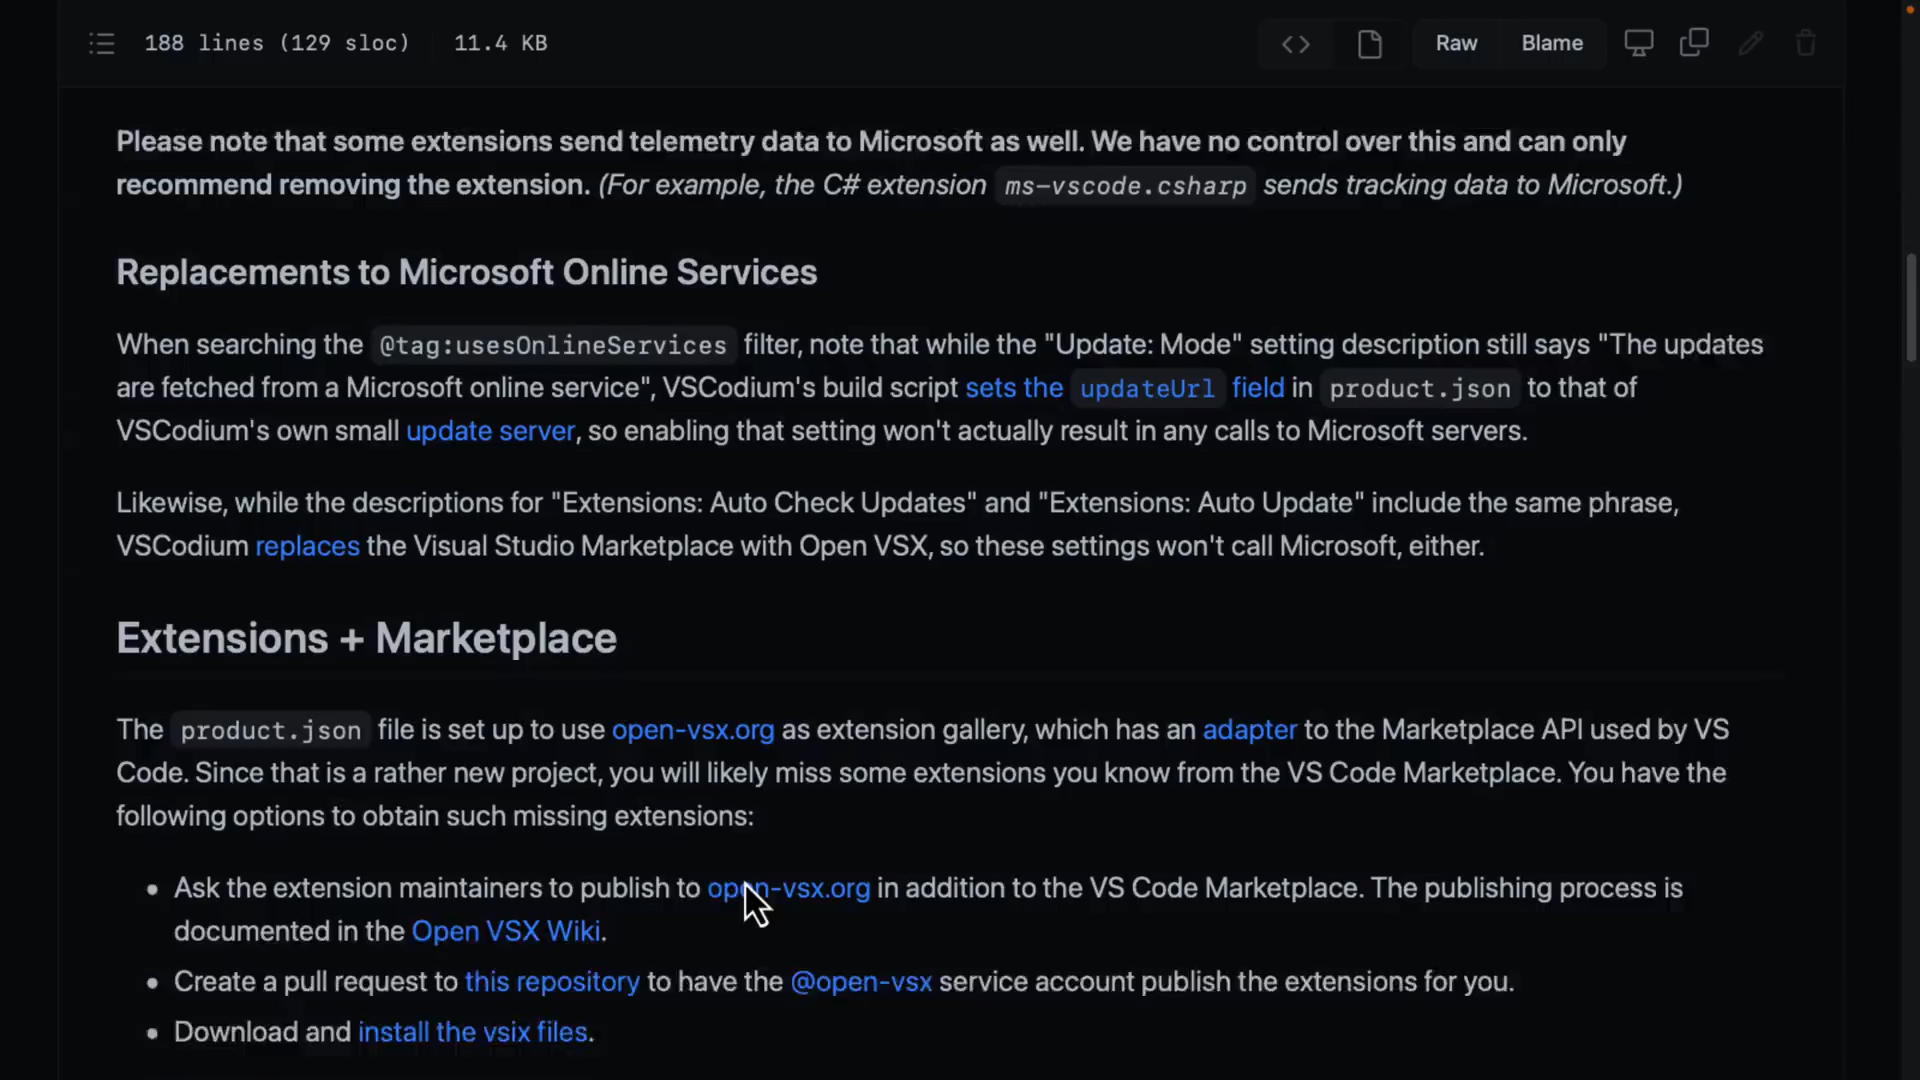 188 lines (129 sloc) 11.4 KB Raw Blame
Please note that some extensions send telemetry data to Microsoft as well. We have no control over this and can only
recommend removing the extension. (For example, the C# extension ms-vscode.csharp sends tracking data to Microsoft.)
Replacements to Microsoft Online Services
When searching the @tag:usesOnlineServices filter, note that while the "Update: Mode" setting description still says "The updates
are fetched from a Microsoft online service", VSCodium's build script sets the updateUrl field in product.json to that of
VSCodium's own small update server, so enabling that setting won't actually result in any calls to Microsoft servers.
Likewise, while the descriptions for "Extensions: Auto Check Updates" and "Extensions: Auto Update" include the same phrase,
VSCodium replaces the Visual Studio Marketplace with Open VSX, so these settings won't call Microsoft, either.
Extensions + Marketplace
The product.json file is set up to use open-vsx.org as extension gallery, which has an adapter to the Marketplace API used by VS
Code. Since that is a rather new project, you will likely miss some extensions you know from the VS Code Marketplace. You have the
following options to obtain such missing extensions:
• Ask the extension maintainers to publish to open-vsx.org in addition to the VS Code Marketplace. The publishing process is
documented in the Open VSX Wiki.
• Create a pull request to this repository to have the @open-vsx service account publish the extensions for you.
• Download and install the vsix files.